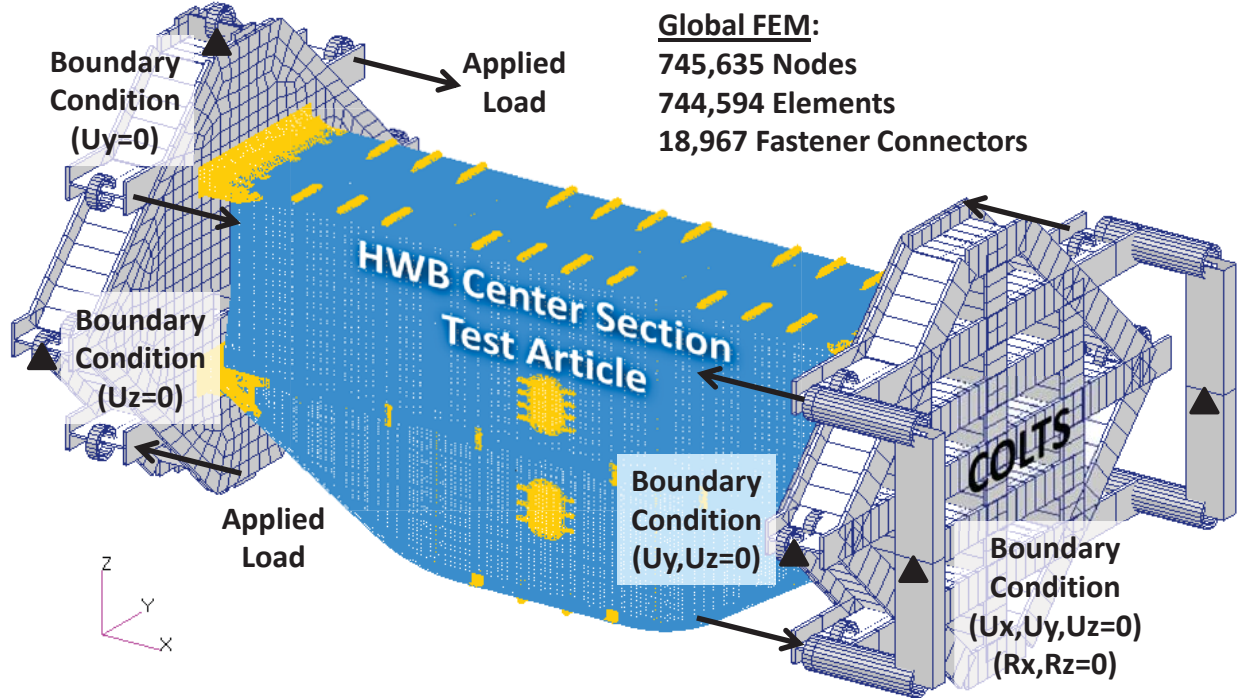 Global FEM:
745,635 Nodes
744,594 Elements
18,967 Fastener Connectors
Boundary
Condition
(Uy=0)
Applied
Load
HWB Center Section
Test Article
Boundary
Condition
(Uz=0)
COLTS
Boundary
Condition
(Uy,Uz=0)
Applied
Load
Boundary
Condition
(Ux,Uy,Uz=0)
(Rx,Rz=0)
Z
Y
X